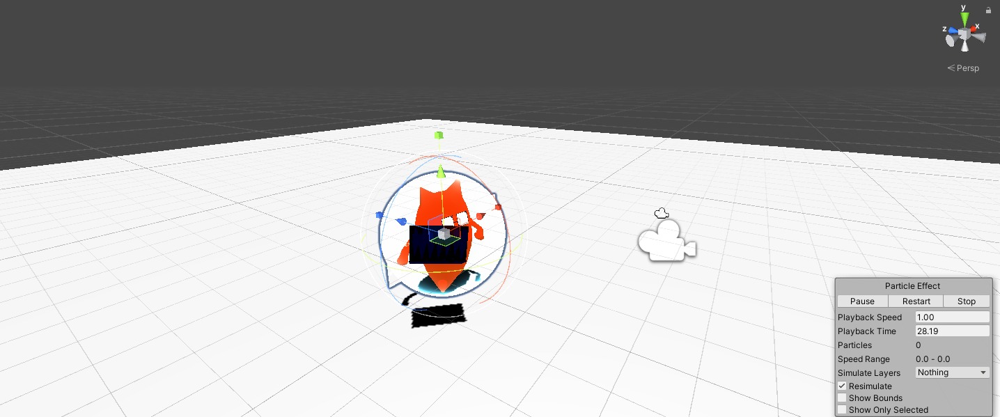 y
z
x
Persp
Particle Effect
Pause Restart Stop
Playback Speed 1.00
Playback Time 28.19
Particles 0
Speed Range 0.0 - 0.0
Simulate Layers Nothing
Resimulate
Show Bounds
Show Only Selected